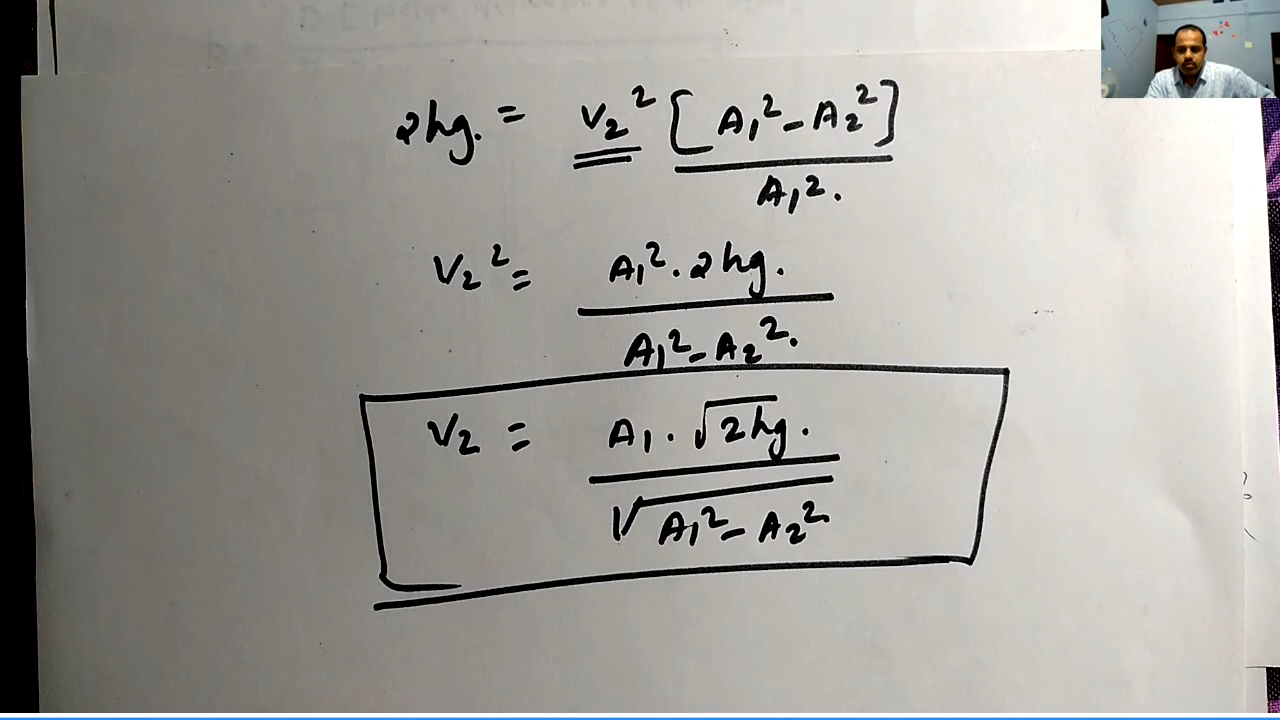 2hg. = V₂² [A₁² - A₂²] / A₁².
V₂² = A₁² . 2hg. / A₁² - A₂².
V₂ = A₁ . √2hg. / √A₁² - A₂².